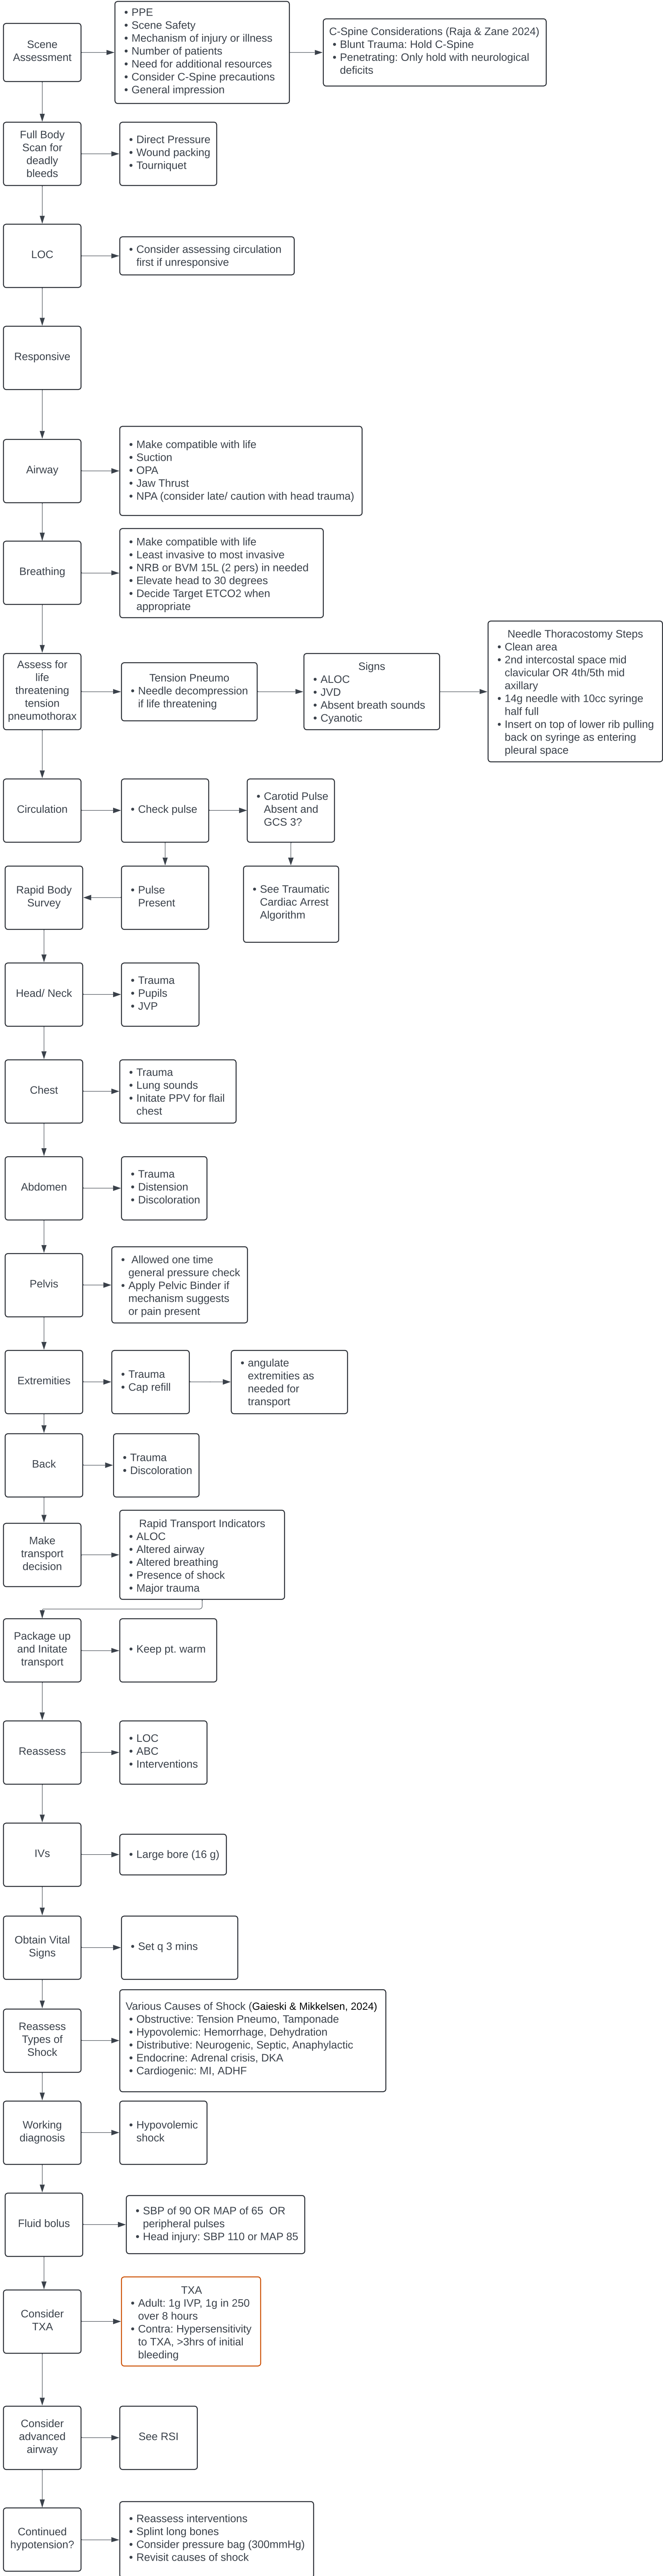 Scene
Assessment
• PPE
• Scene Safety
• Mechanism of injury or illness
• Number of patients
• Need for additional resources
• Consider C-Spine precautions
• General impression
C-Spine Considerations (Raja & Zane 2024)
• Blunt Trauma: Hold C-Spine
• Penetrating: Only hold with neurological
deficits
Full Body
Scan for
deadly
bleeds
• Direct Pressure
• Wound packing
• Tourniquet
LOC
• Consider assessing circulation
first if unresponsive
Responsive
Airway
• Make compatible with life
• Suction
• OPA
• Jaw Thrust
• NPA (consider late/ caution with head trauma)
Breathing
• Make compatible with life
• Least invasive to most invasive
• NRB or BVM 15L (2 pers) in needed
• Elevate head to 30 degrees
• Decide Target ETCO2 when
appropriate
Assess for
life
threatening
tension
pneumothorax
Tension Pneumo
• Needle decompression
if life threatening
Signs
• ALOC
• JVD
• Absent breath sounds
• Cyanotic
Needle Thoracostomy Steps
• Clean area
• 2nd intercostal space mid
clavicular OR 4th/5th mid
axillary
• 14g needle with 10cc syringe
half full
• Insert on top of lower rib pulling
back on syringe as entering
pleural space
Circulation
• Check pulse
• Carotid Pulse
Absent and
GCS 3?
Rapid Body
Survey
• Pulse
Present
• See Traumatic
Cardiac Arrest
Algorithm
Head/ Neck
• Trauma
• Pupils
• JVP
Chest
• Trauma
• Lung sounds
• Initate PPV for flail
chest
Abdomen
• Trauma
• Distension
• Discoloration
Pelvis
• Allowed one time
general pressure check
• Apply Pelvic Binder if
mechanism suggests
or pain present
Extremities
• Trauma
• Cap refill
• angulate
extremities as
needed for
transport
Back
• Trauma
• Discoloration
Make
transport
decision
Rapid Transport Indicators
• ALOC
• Altered airway
• Altered breathing
• Presence of shock
• Major trauma
Package up
and Initate
transport
• Keep pt. warm
Reassess
• LOC
• ABC
• Interventions
IVs
• Large bore (16 g)
Obtain Vital
Signs
• Set q 3 mins
Reassess
Types of
Shock
Various Causes of Shock (Gaieski & Mikkelsen, 2024)
• Obstructive: Tension Pneumo, Tamponade
• Hypovolemic: Hemorrhage, Dehydration
• Distributive: Neurogenic, Septic, Anaphylactic
• Endocrine: Adrenal crisis, DKA
• Cardiogenic: MI, ADHF
Working
diagnosis
• Hypovolemic
shock
Fluid bolus
• SBP of 90 OR MAP of 65 OR
peripheral pulses
• Head injury: SBP 110 or MAP 85
Consider
TXA
TXA
• Adult: 1g IVP, 1g in 250
over 8 hours
• Contra: Hypersensitivity
to TXA, >3hrs of initial
bleeding
Consider
advanced
airway
See RSI
Continued
hypotension?
• Reassess interventions
• Splint long bones
• Consider pressure bag (300mmHg)
• Revisit causes of shock